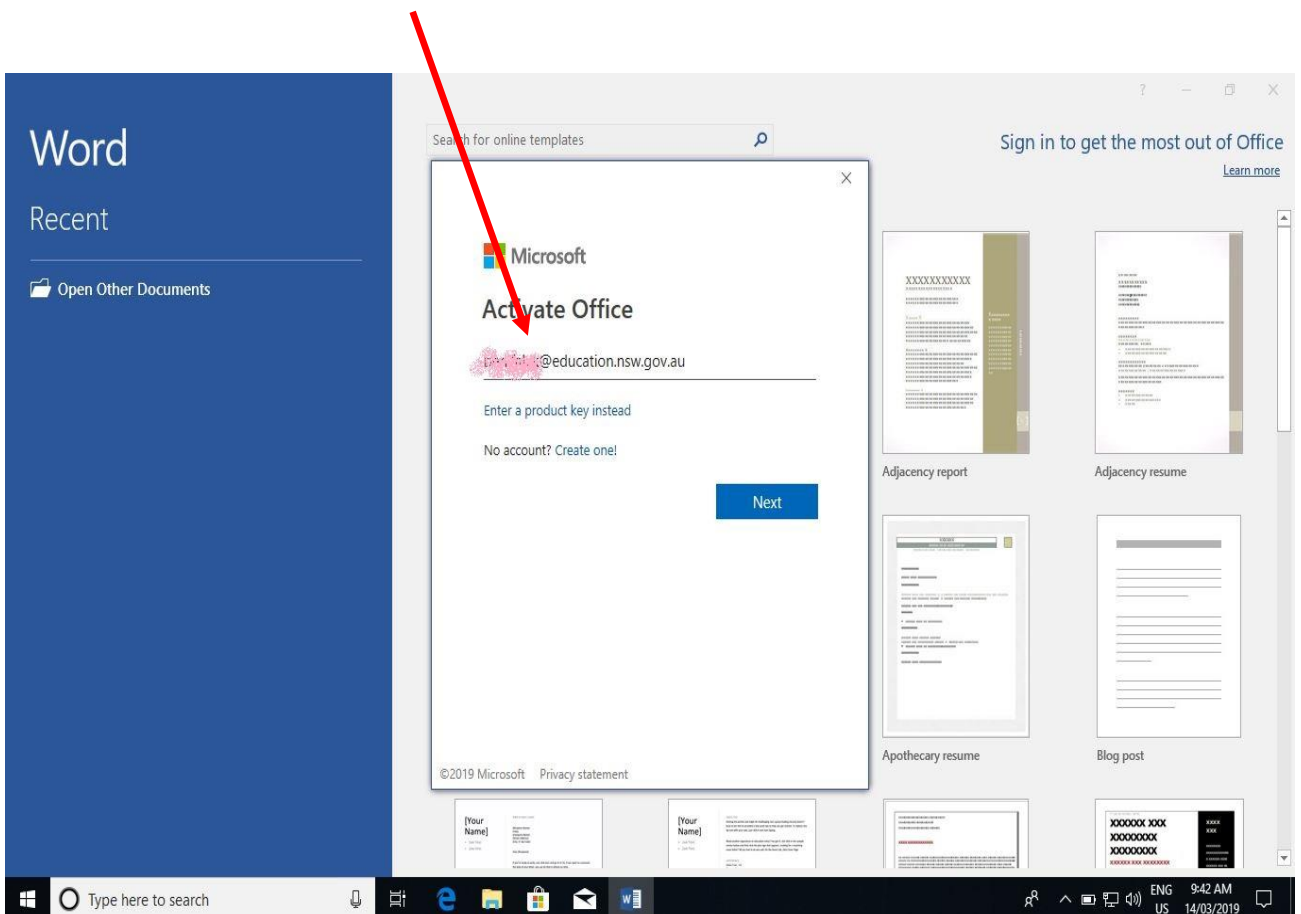 Word
Recent
Open Other Documents
Search for online templates
Sign in to get the most out of Office
Learn more
Microsoft
Activate Office
@education.nsw.gov.au
Enter a product key instead
No account? Create one!
Next
©2019 Microsoft Privacy statement
XXXXXXXXXXX
Adjacency report
Adjacency resume
Apothecary resume
Blog post
[Your
Name]
[Your
Name]
XXXXXXX XXX
XXXXXXXX
XXXXXXXX
XXXX
XXX
Type here to search
ENG
US
9:42 AM
14/03/2019